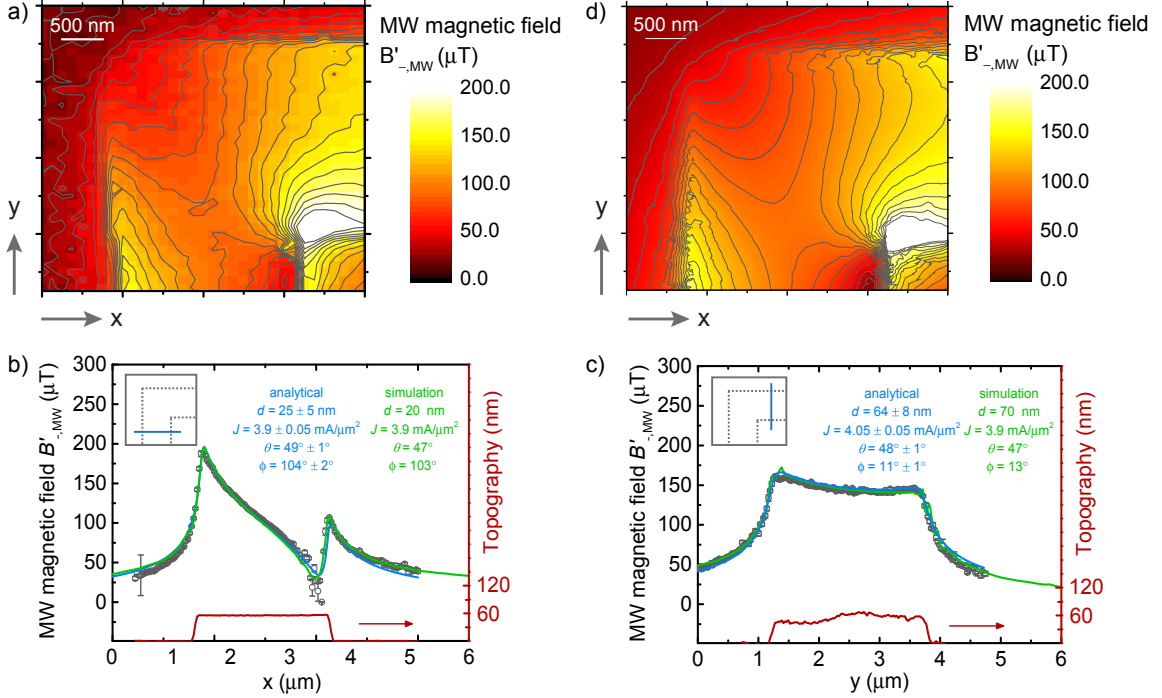 a)
500 nm
MW magnetic field
B'₋,MW (μT)
200.0
150.0
100.0
50.0
0.0
y
x
d)
500 nm
MW magnetic field
B'₋,MW (μT)
200.0
150.0
100.0
50.0
0.0
y
x
b)
MW magnetic field B'₋,MW (μT)
300
250
200
150
100
50
0
analytical
d = 25 ± 5 nm
J = 3.9 ± 0.05 mA/μm²
θ = 49° ± 1°
ϕ = 104° ± 2°
simulation
d = 20 nm
J = 3.9 mA/μm²
θ = 47°
ϕ = 103°
Topography (nm)
120
60
0 1 2 3 4 5 6
x (μm)
c)
MW magnetic field B'₋,MW (μT)
300
250
200
150
100
50
0
analytical
d = 64 ± 8 nm
J = 4.05 ± 0.05 mA/μm²
θ = 48° ± 1°
ϕ = 11° ± 1°
simulation
d = 70 nm
J = 3.9 mA/μm²
θ = 47°
ϕ = 13°
Topography (nm)
120
60
0
0 1 2 3 4 5 6
y (μm)